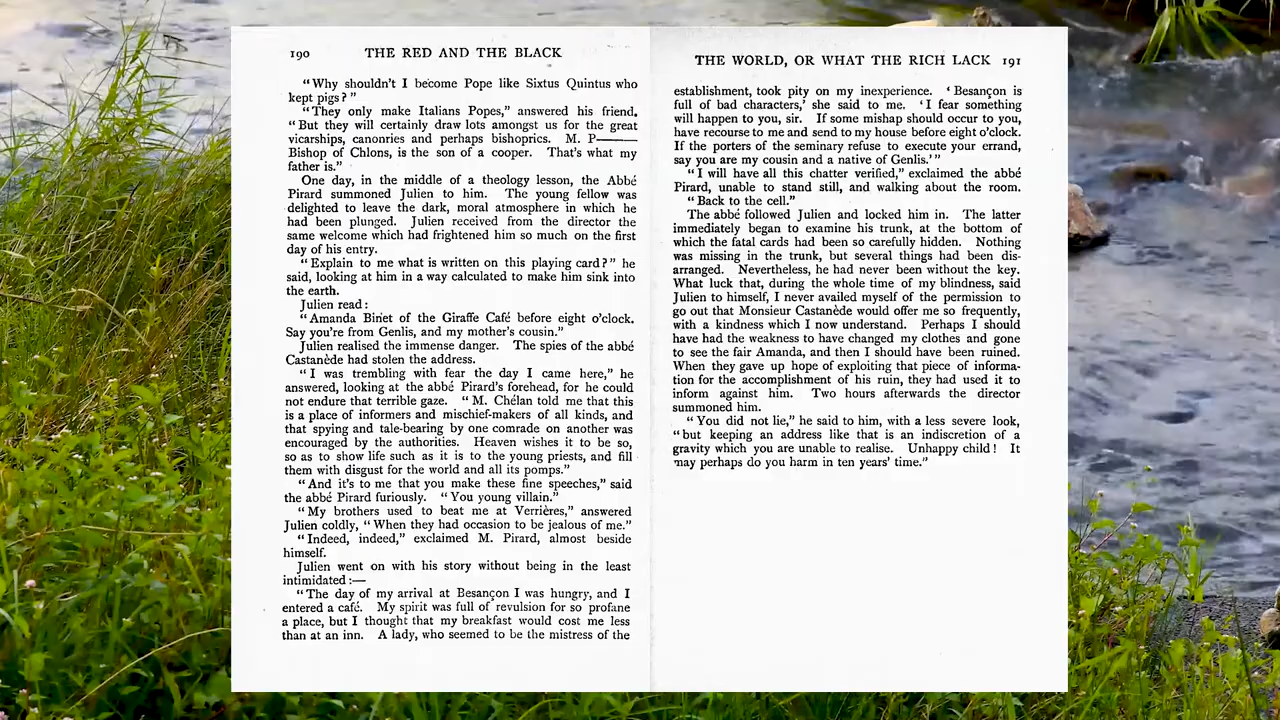 190 THE RED AND THE BLACK
"Why shouldn't I become Pope like Sixtus Quintus who
kept pigs?"
"They only make Italians Popes," answered his friend.
"But they will certainly draw lots amongst us for the great
vicarships, canonries and perhaps bishoprics. M. P——
Bishop of Chlons, is the son of a cooper. That's what my
father is."
One day, in the middle of a theology lesson, the Abbé
Pirard summoned Julien to him. The young fellow was
delighted to leave the dark, moral atmosphere in which he
had been plunged. Julien received from the director the
same welcome which had frightened him so much on the first
day of his entry.
"Explain to me what is written on this playing card?" he
said, looking at him in a way calculated to make him sink into
the earth.
Julien read:
"Amanda Binet of the Giraffe Café before eight o'clock.
Say you're from Genlis, and my mother's cousin."
Julien realised the immense danger. The spies of the abbé
Castanède had stolen the address.
"I was trembling with fear the day I came here," he
answered, looking at the abbé Pirard's forehead, for he could
not endure that terrible gaze. "M. Chélan told me that this
is a place of informers and mischief-makers of all kinds, and
that spying and tale-bearing by one comrade on another was
encouraged by the authorities. Heaven wishes it to be so,
so as to show life such as it is to the young priests, and fill
them with disgust for the world and all its pomps."
"And it's to me that you make these fine speeches," said
the abbé Pirard furiously. "You young villain."
"My brothers used to beat me at Verrières," answered
Julien coldly, "When they had occasion to be jealous of me."
"Indeed, indeed," exclaimed M. Pirard, almost beside
himself.
Julien went on with his story without being in the least
intimidated:—
"The day of my arrival at Besançon I was hungry, and I
entered a café. My spirit was full of revulsion for so profane
a place, but I thought that my breakfast would cost me less
than at an inn. A lady, who seemed to be the mistress of the
THE WORLD, OR WHAT THE RICH LACK 191
establishment, took pity on my inexperience. 'Besançon is
full of bad characters,' she said to me. 'I fear something
will happen to you, sir. If some mishap should occur to you,
have recourse to me and send to my house before eight o'clock.
If the porters of the seminary refuse to execute your errand,
say you are my cousin and a native of Genlis.'"
"I will have all this chatter verified," exclaimed the abbé
Pirard, unable to stand still, and walking about the room.
"Back to the cell."
The abbé followed Julien and locked him in. The latter
immediately began to examine his trunk, at the bottom of
which the fatal cards had been so carefully hidden. Nothing
was missing in the trunk, but several things had been dis-
arranged. Nevertheless, he had never been without the key.
What luck that, during the whole time of my blindness, said
Julien to himself, I never availed myself of the permission to
go out that Monsieur Castanède would offer me so frequently,
with a kindness which I now understand. Perhaps I should
have had the weakness to have changed my clothes and gone
to see the fair Amanda, and then I should have been ruined.
When they gave up hope of exploiting that piece of informa-
tion for the accomplishment of his ruin, they had used it to
inform against him. Two hours afterwards the director
summoned him.
"You did not lie," he said to him, with a less severe look,
"but keeping an address like that is an indiscretion of a
gravity which you are unable to realise. Unhappy child! It
may perhaps do you harm in ten years' time."